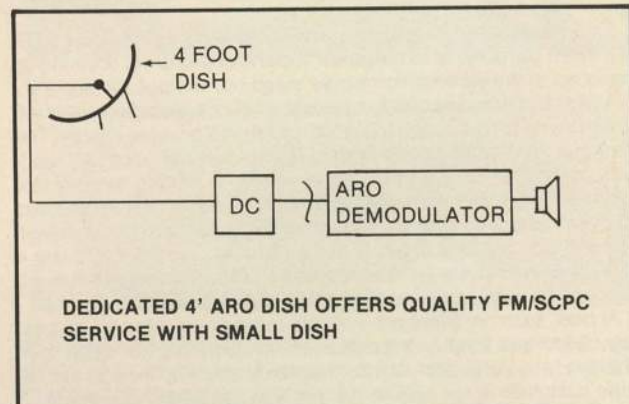 4 FOOT
DISH
DC
ARO
DEMODULATOR
DEDICATED 4' ARO DISH OFFERS QUALITY FM/SCPC
SERVICE WITH SMALL DISH